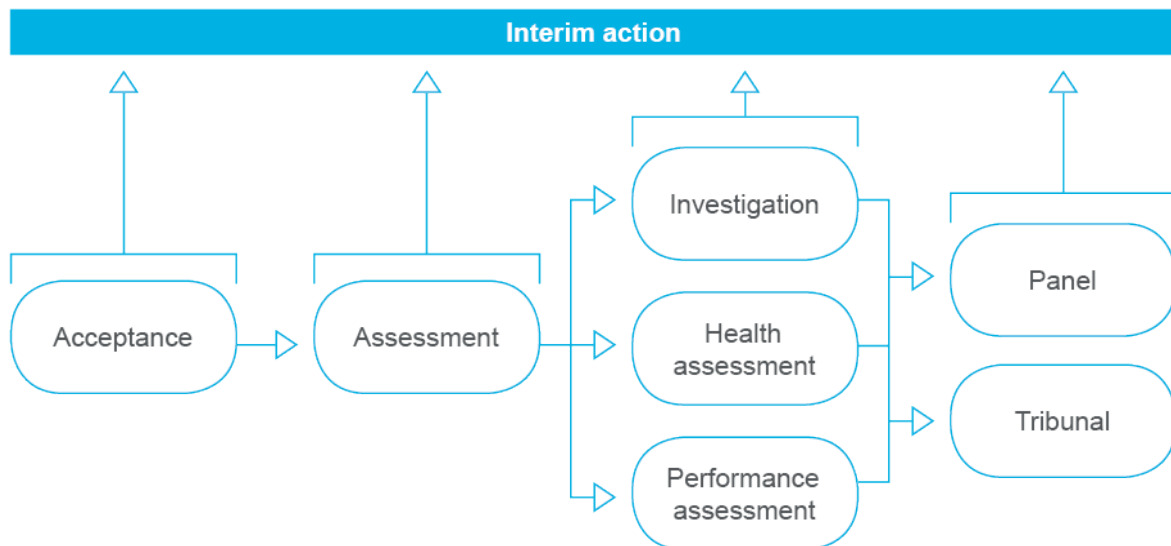 Interim action
Acceptance
Assessment
Investigation
Health
assessment
Performance
assessment
Panel
Tribunal